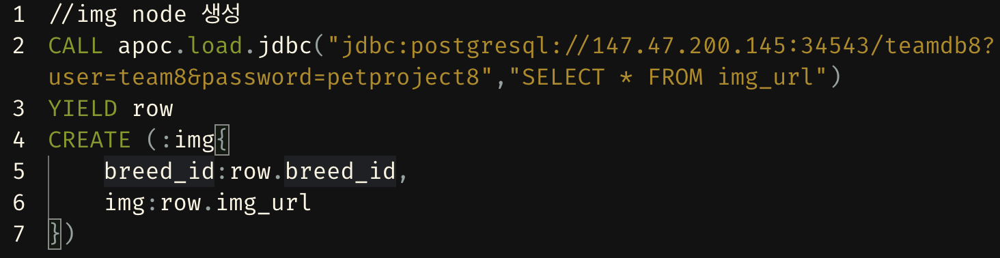 1 //img node 생성
2 CALL apoc.load.jdbc("jdbc:postgresql://147.47.200.145:34543/teamdb8?
user=team8&password=petproject8","SELECT * FROM img_url")
3 YIELD row
4 CREATE (:img{
5 breed_id:row.breed_id,
6 img:row.img_url
7 })